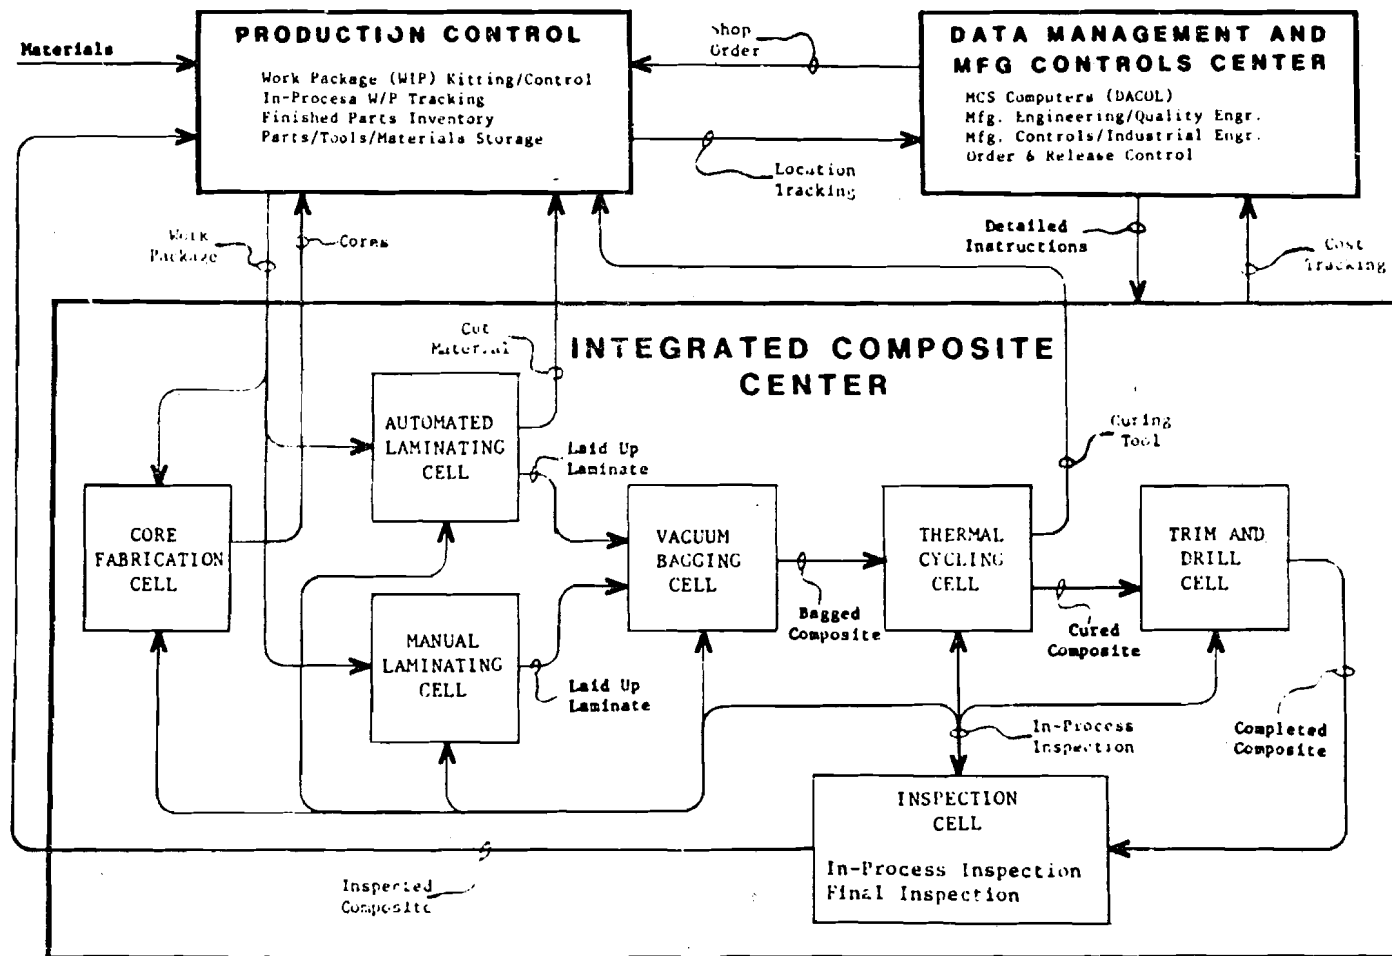 Materials
PRODUCTION CONTROL
Work Package (WIP) Kitting/Control
In-Process W/P Tracking
Finished Parts Inventory
Parts/Tools/Materials Storage
Shop
Order
Location
Tracking
DATA MANAGEMENT AND
MFG CONTROLS CENTER
MCS Computers (DACOL)
Mfg. Engineering/Quality Engr.
Mfg. Controls/Industrial Engr.
Order & Release Control
Work
Package
Cores
Detailed
Instructions
Cost
Tracking
Cut
Material
INTEGRATED COMPOSITE
CENTER
AUTOMATED
LAMINATING
CELL
Laid Up
Laminate
Curing
Tool
CORE
FABRICATION
CELL
VACUUM
BAGGING
CELL
THERMAL
CYCLING
CELL
TRIM AND
DRILL
CELL
Bagged
Composite
Cured
Composite
MANUAL
LAMINATING
CELL
Laid Up
Laminate
In-Process
Inspection
Completed
Composite
INSPECTION
CELL
In-Process Inspection
Final Inspection
Inspected
Composite